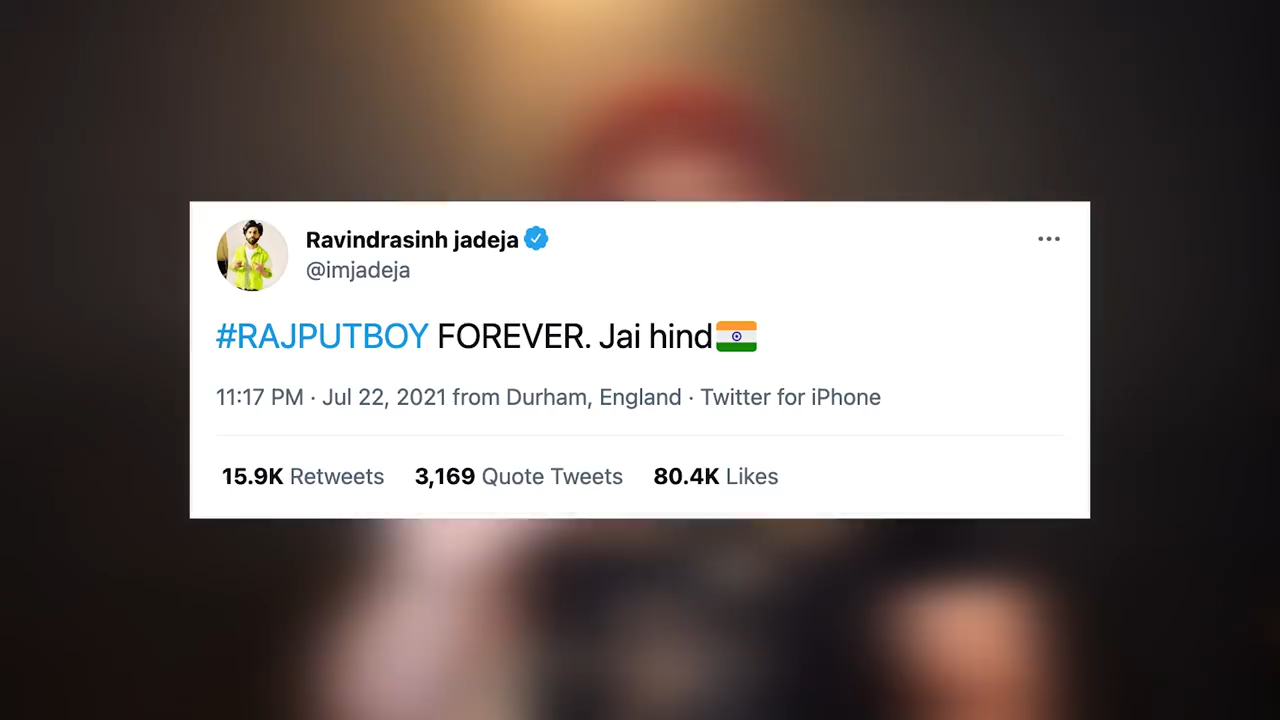 Ravindrasinh jadeja
@imjadeja
#RAJPUTBOY FOREVER. Jai hind🇮🇳
11:17 PM · Jul 22, 2021 from Durham, England · Twitter for iPhone
15.9K Retweets 3,169 Quote Tweets 80.4K Likes